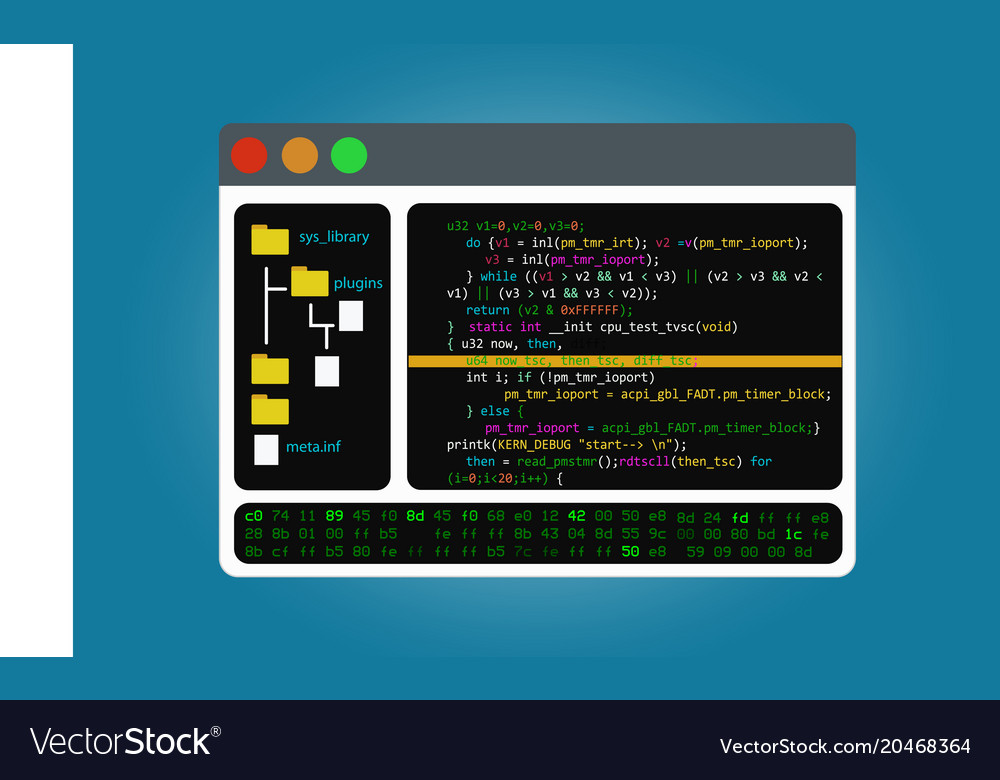 sys_library
plugins
meta.inf
u32 v1=0,v2=0,v3=0;
do {v1 = inl(pm_tmr_irt); v2 =v(pm_tmr_ioport);
v3 = inl(pm_tmr_ioport);
} while ((v1 > v2 && v1 < v3) || (v2 > v3 && v2 <
v1) || (v3 > v1 && v3 < v2));
return (v2 & 0xFFFFFF);
} static int __init cpu_test_tvsc(void)
{ u32 now, then, diff;
u64 now_tsc, then_tsc, diff_tsc;
int i; if (!pm_tmr_ioport)
pm_tmr_ioport = acpi_gbl_FADT.pm_timer_block;
} else {
pm_tmr_ioport = acpi_gbl_FADT.pm_timer_block;}
printk(KERN_DEBUG "start--> \n");
then = read_pmstmr();rdtscll(then_tsc) for
(i=0;i<20;i++) {
c0 74 11 89 45 f0 8d 45 f0 68 e0 12 42 00 50 e8 8d 24 fd ff ff e8
28 8b 01 00 ff b5 fe ff ff 8b 43 04 8d 55 9c 00 00 80 bd 1c fe
8b cf ff b5 80 fe ff ff ff b5 7c fe ff ff 50 e8 59 09 00 00 8d
VectorStock®
VectorStock.com/20468364